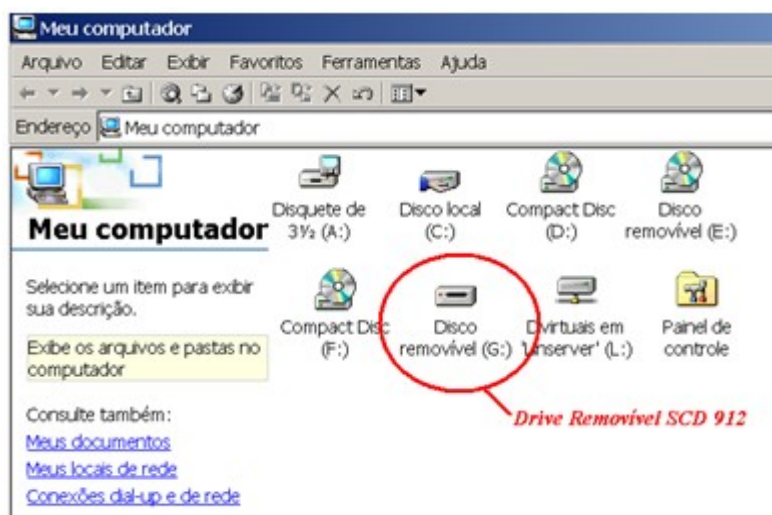 Meu computador
Arquivo Editar Exibir Favoritos Ferramentas Ajuda
Endereço Meu computador
Meu computador
Selecione um item para exibir
sua descrição.
Exibe os arquivos e pastas no
computador
Consulte também:
Meus documentos
Meus locais de rede
Conexões dial-up e de rede
Disquete de
3½ (A:)
Disco local
(C:)
Compact Disc
(D:)
Disco
removível (E:)
Compact Disc
(F:)
Disco
removível (G:)
Dvirtuais em
(L:)
Painel de
controle
Drive Removível SCD 912